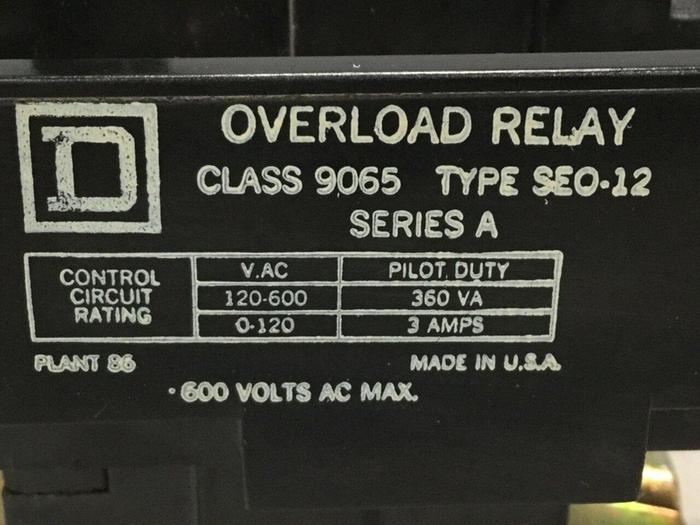 D
OVERLOAD RELAY
CLASS 9065 TYPE SEO-12
SERIES A
CONTROL CIRCUIT RATING
V.AC PILOT DUTY
120-600 360 VA
0-120 3 AMPS
PLANT 86 MADE IN U.S.A.
600 VOLTS AC MAX.